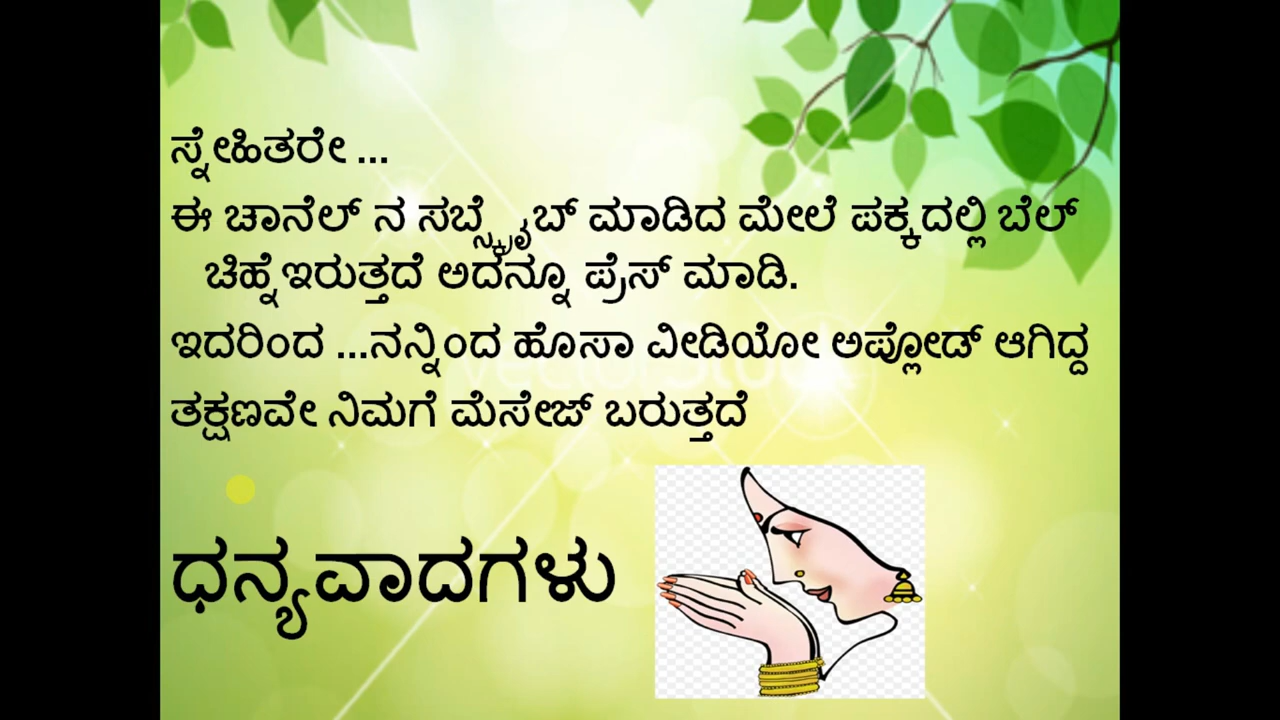 ಸ್ನೇಹಿತರೇ ...
ಈ ಚಾನೆಲ್ ನ ಸಬ್ಸ್ಕ್ರೈಬ್ ಮಾಡಿದ ಮೇಲೆ ಪಕ್ಕದಲ್ಲಿ ಬೆಲ್
ಚಿಹ್ನೆ ಇರುತ್ತದೆ ಅದನ್ನೂ ಪ್ರೆಸ್ ಮಾಡಿ.
ಇದರಿಂದ ...ನನ್ನಿಂದ ಹೊಸಾ ವೀಡಿಯೋ ಅಪ್ಲೋಡ್ ಆಗಿದ್ದ
ತಕ್ಷಣವೇ ನಿಮಗೆ ಮೆಸೇಜ್ ಬರುತ್ತದೆ
ಧನ್ಯವಾದಗಳು